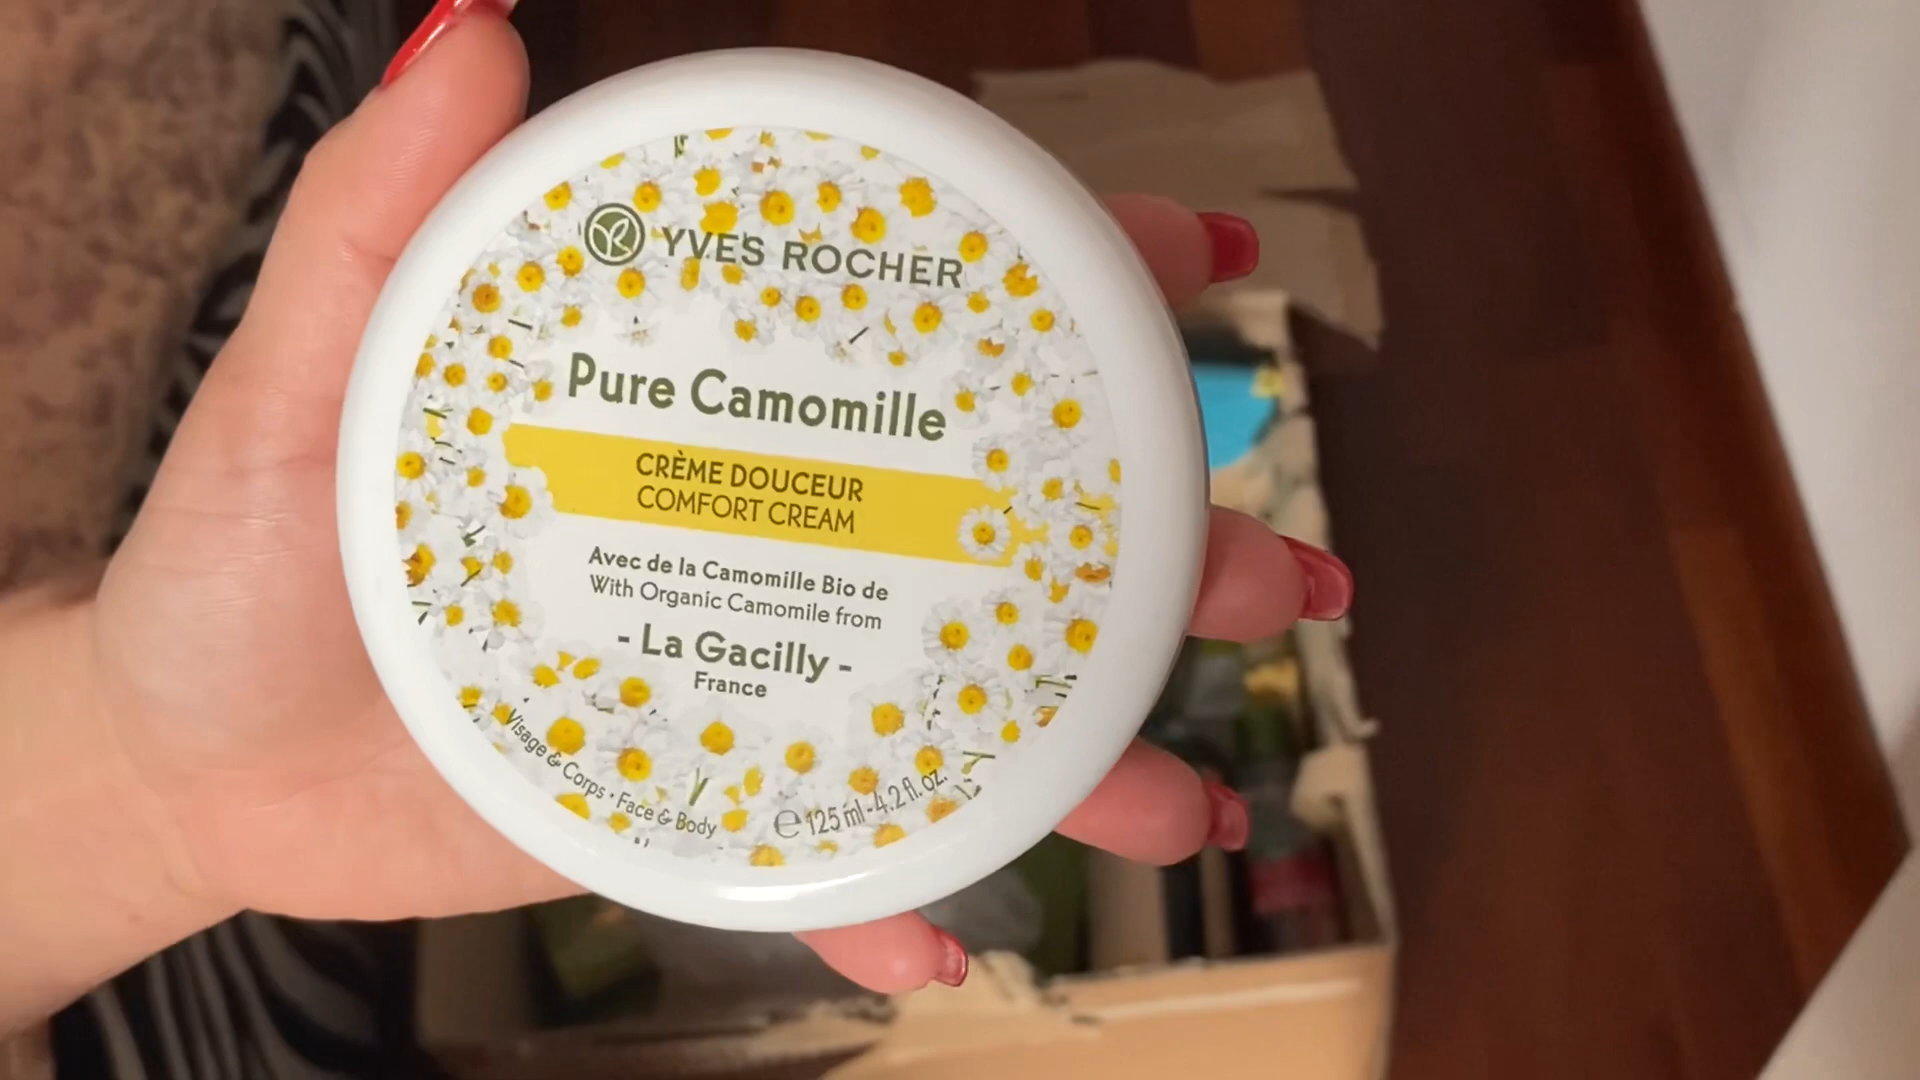 YVES ROCHER
Pure Camomille
CRÈME DOUCEUR
COMFORT CREAM
Avec de la Camomille Bio de
With Organic Camomile from
- La Gacilly -
France
Visage & Corps · Face & Body
℮ 125 ml - 4.2 fl. oz.